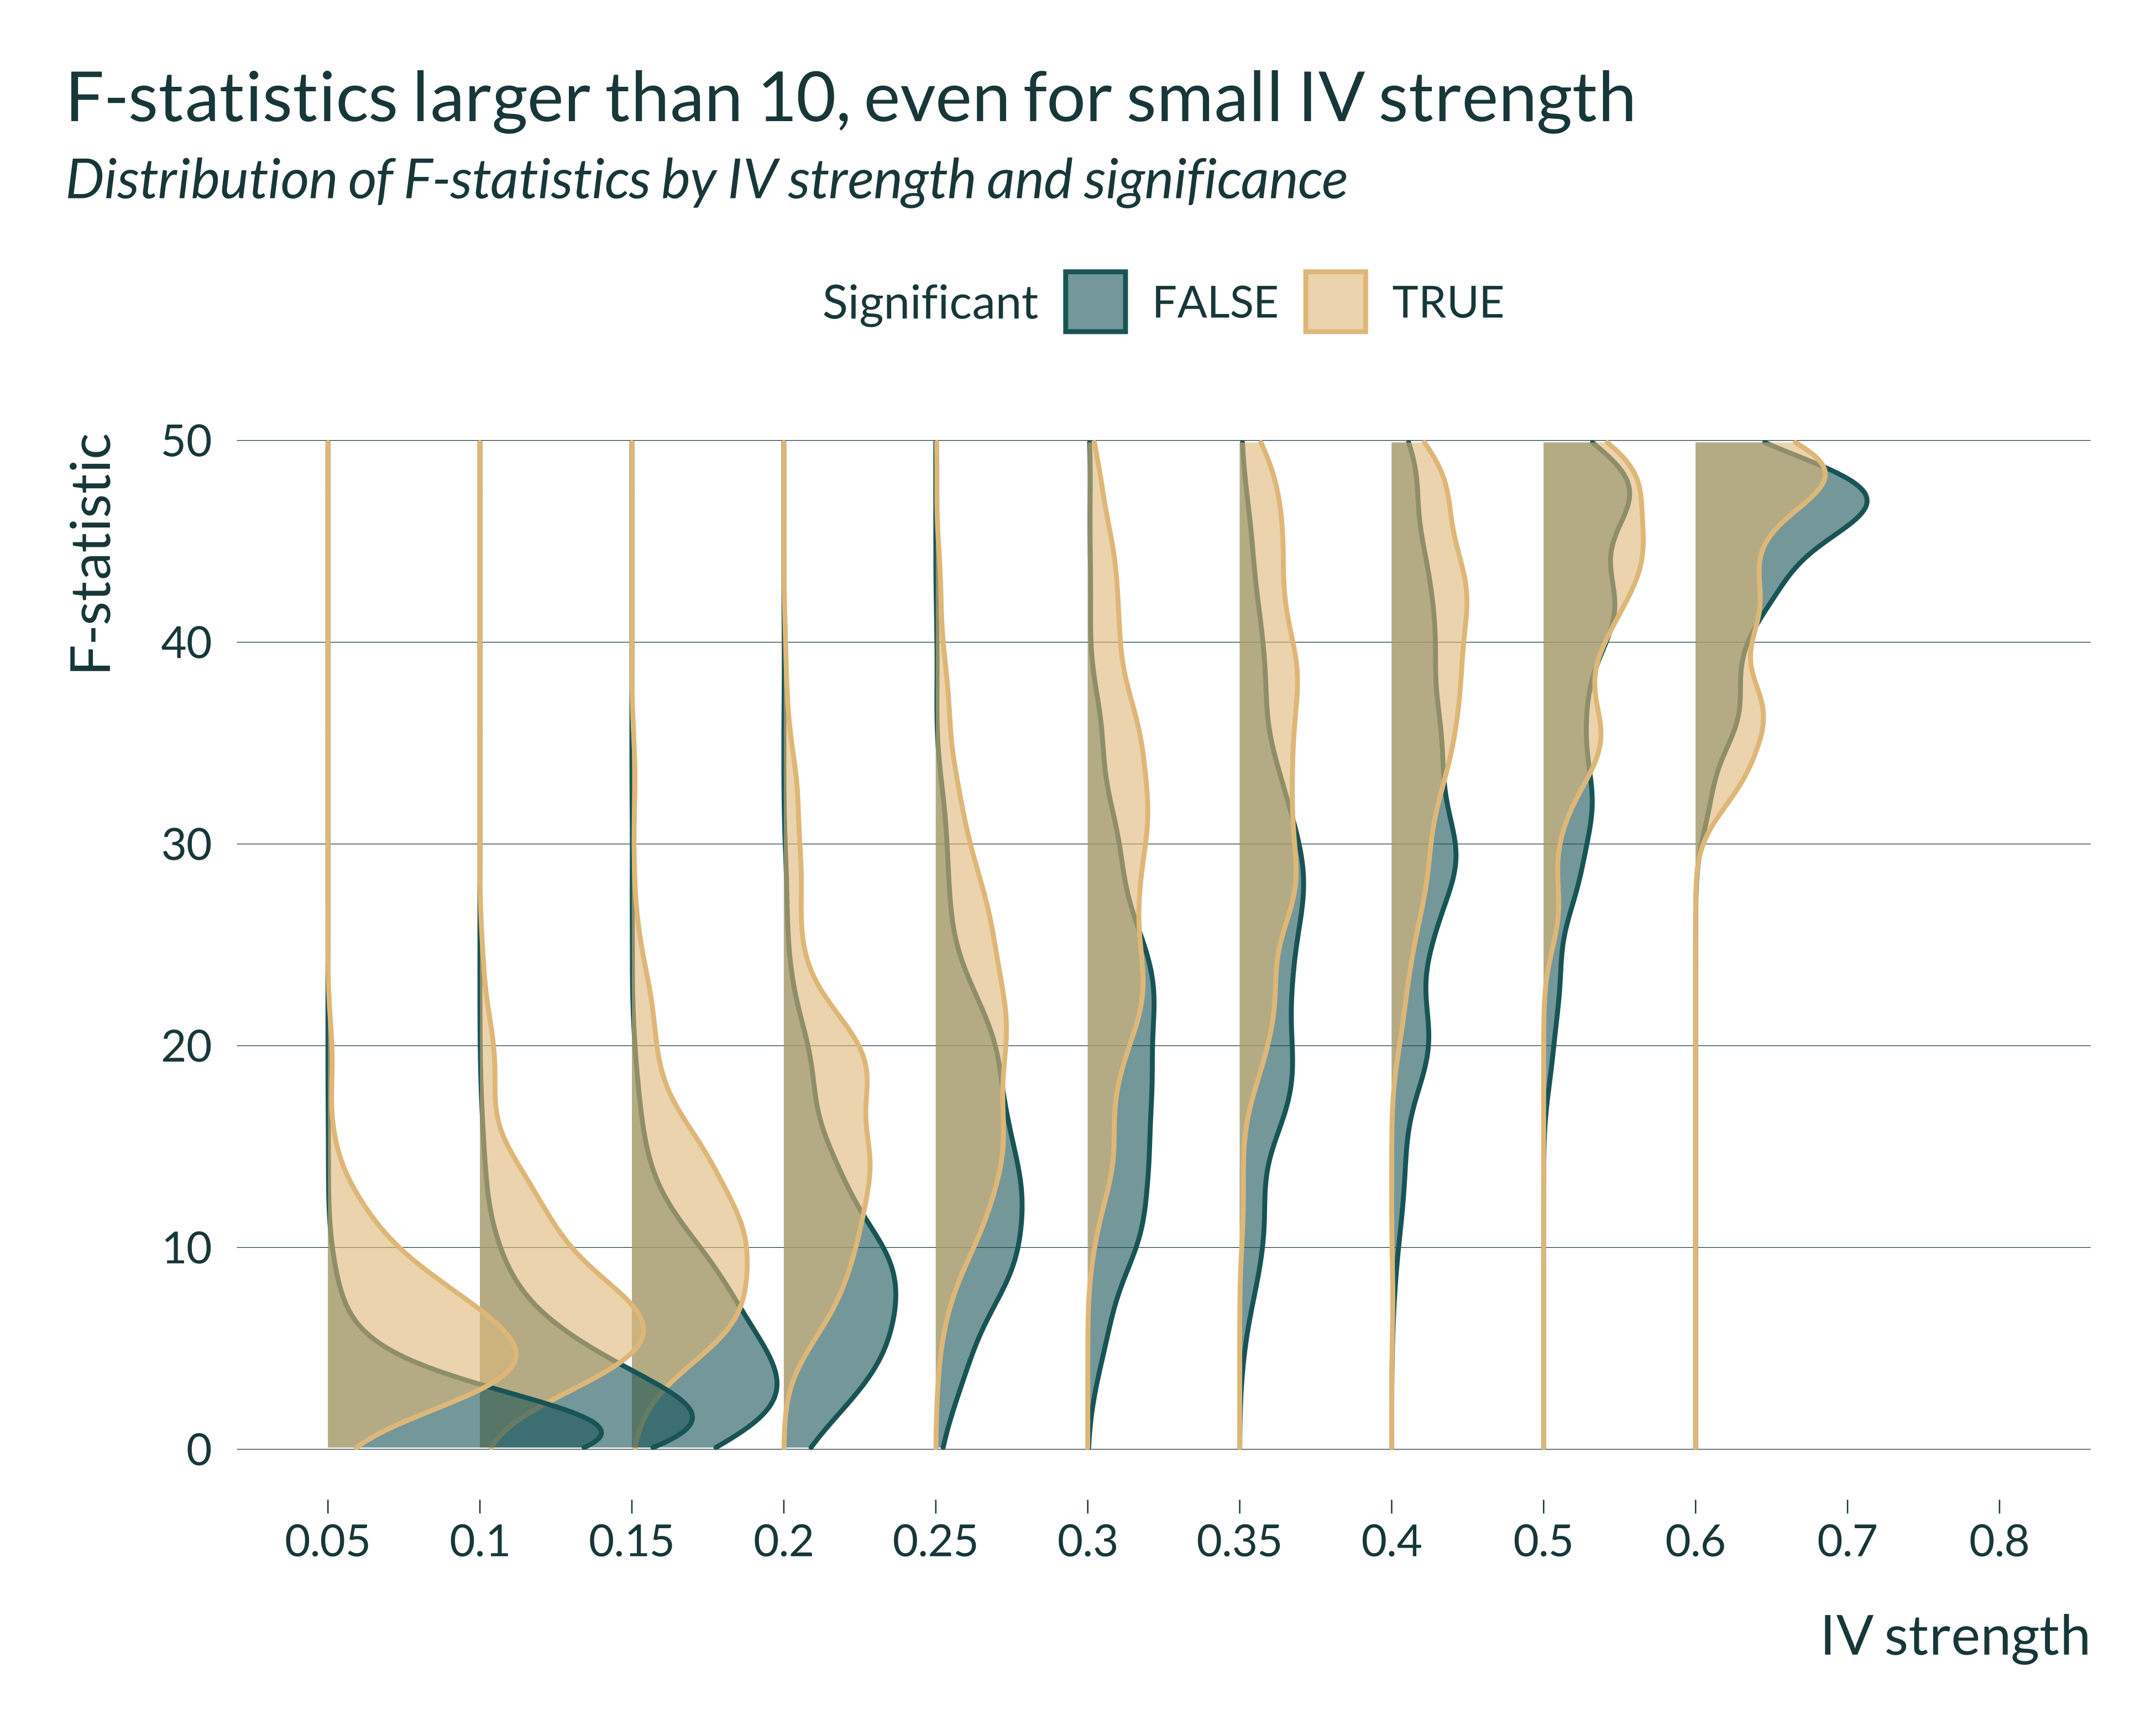 F-statistics larger than 10, even for small IV strength
Distribution of F-statistics by IV strength and significance
Significant FALSE TRUE
F-statistic
50
40
30
20
10
0
0.05 0.1 0.15 0.2 0.25 0.3 0.35 0.4 0.5 0.6 0.7 0.8
IV strength